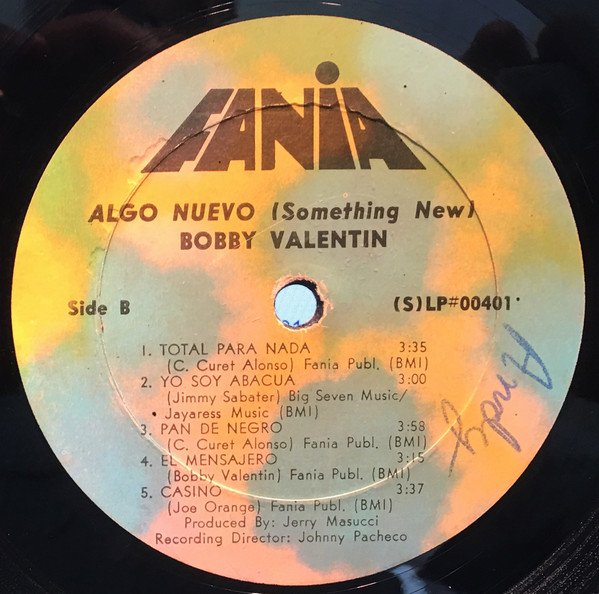 FANIA
ALGO NUEVO (Something New)
BOBBY VALENTIN
Side B
(S)LP#00401
1. TOTAL PARA NADA 3:35
(C. Curet Alonso) Fania Publ. (BMI)
2. YO SOY ABACUA 3:00
(Jimmy Sabater) Big Seven Music/
Jayaress Music (BMI)
3. PAN DE NEGRO 3:58
(C. Curet Alonso) Fania Publ. (BMI)
4. EL MENSAJERO 3:15
(Bobby Valentin) Fania Publ. (BMI)
5. CASINO 3:37
(Joe Orange) Fania Publ. (BMI)
Produced By: Jerry Masucci
Recording Director: Johnny Pacheco
Andy